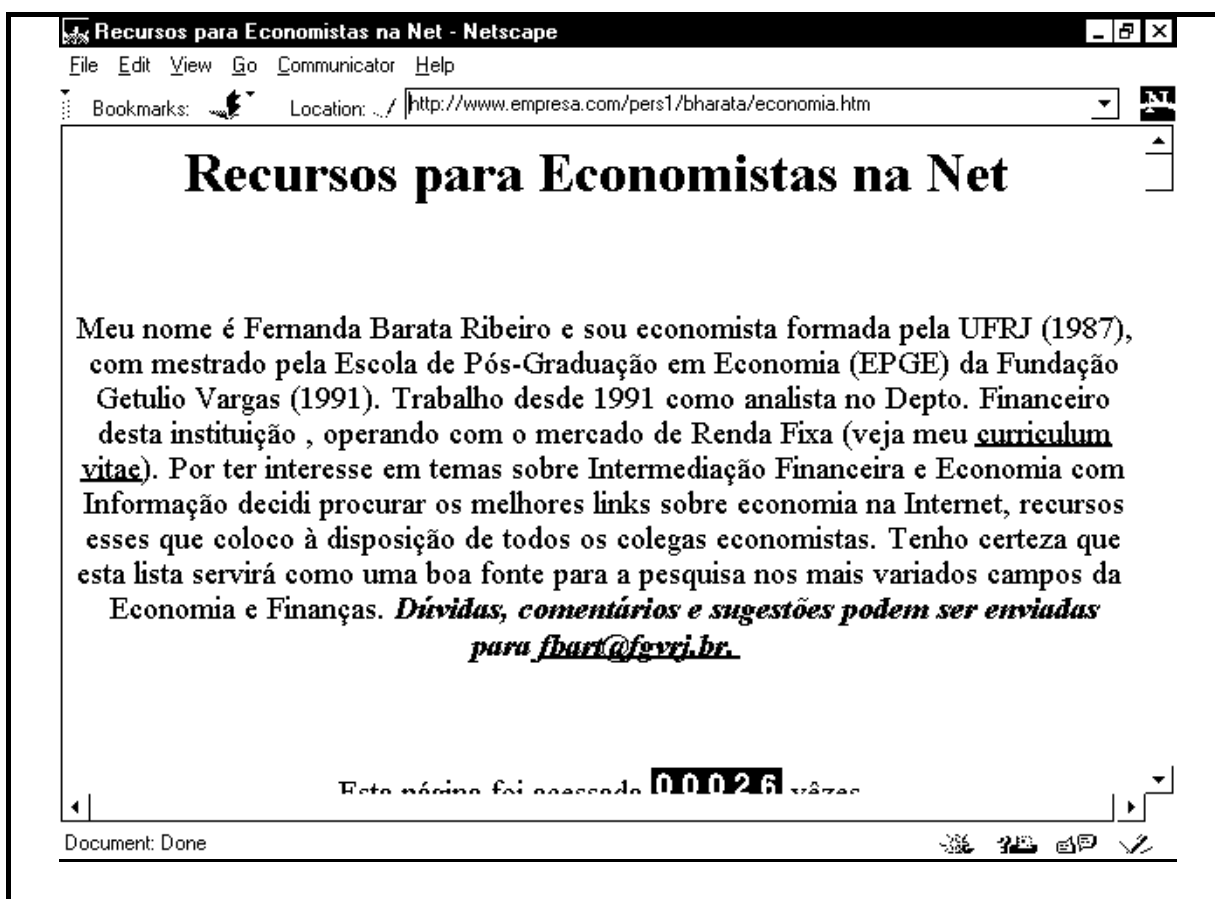 Recursos para Economistas na Net - Netscape
File Edit View Go Communicator Help
Bookmarks: Location: http://www.empresa.com/pers1/bharata/economia.htm
Recursos para Economistas na Net
Meu nome é Fernanda Barata Ribeiro e sou economista formada pela UFRJ (1987),
com mestrado pela Escola de Pós-Graduação em Economia (EPGE) da Fundação
Getulio Vargas (1991). Trabalho desde 1991 como analista no Depto. Financeiro
desta instituição , operando com o mercado de Renda Fixa (veja meu curriculum
vitae). Por ter interesse em temas sobre Intermediação Financeira e Economia com
Informação decidi procurar os melhores links sobre economia na Internet, recursos
esses que coloco à disposição de todos os colegas economistas. Tenho certeza que
esta lista servirá como uma boa fonte para a pesquisa nos mais variados campos da
Economia e Finanças. Dúvidas, comentários e sugestões podem ser enviadas
para fbart@fgvrj.br.
Esta página foi acessada 00026 vêzes
Document: Done